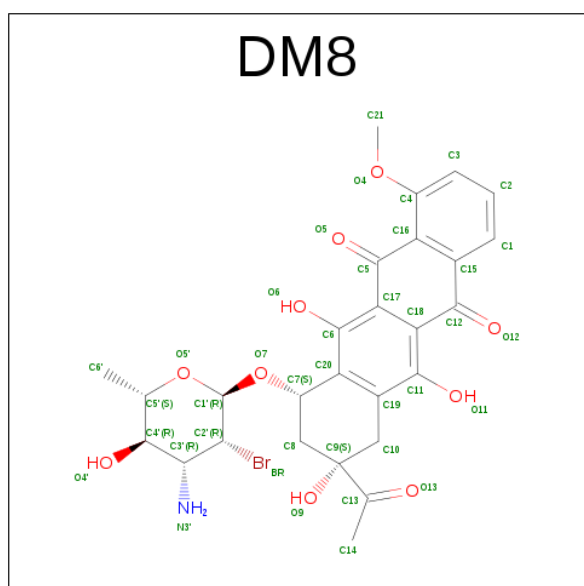 DM8
C21
O4
C3
C4
C2
O5
C16
C1
C5
C15
O6
HO
C17
C18
C12
O12
C6
O
O5'
O7
C20
C11
C6'
C7(S)
C19
OH
O11
C1'(R)
C5'(S)
C4'(R)
C2'(R)
C8
C9(S)
C10
C3'(R)
HO
Br
BR
O4'
NH2
N3'
HO
O9
C13
O
O13
C14